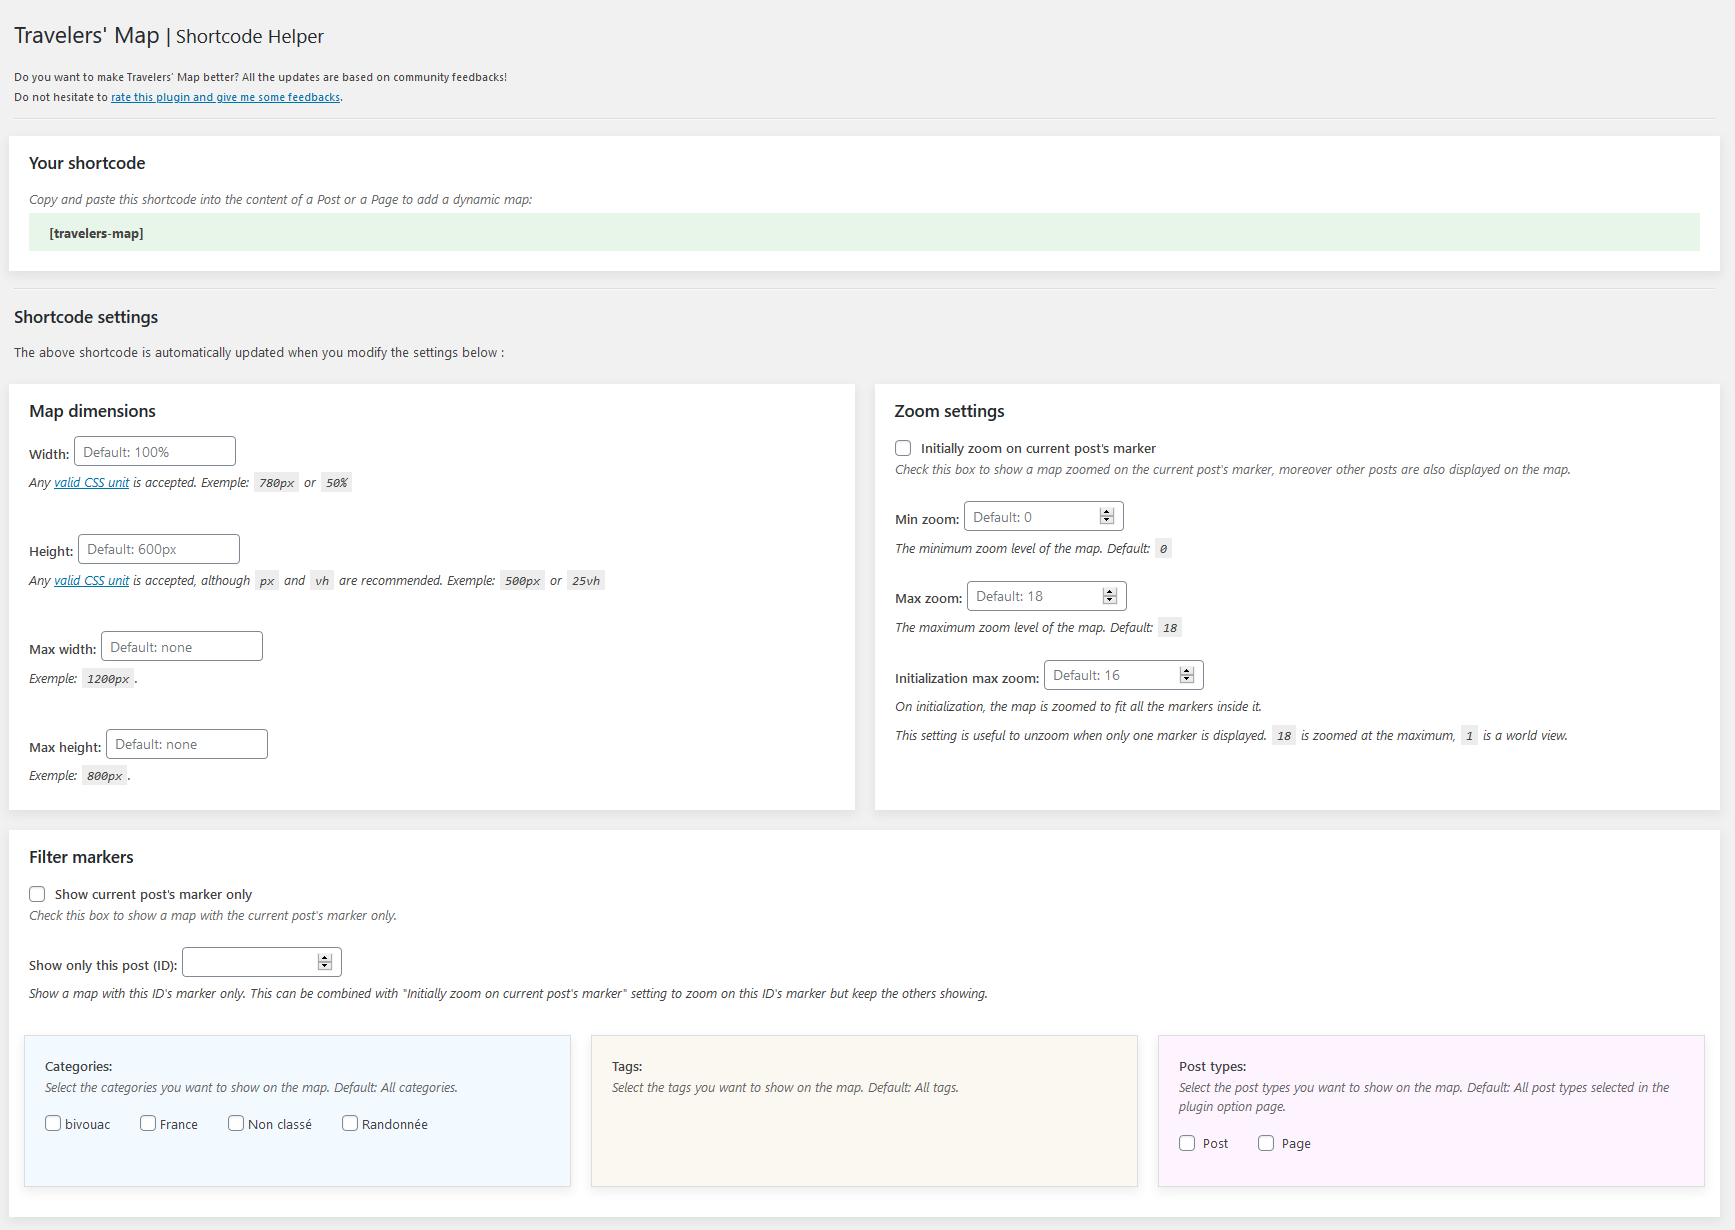 Travelers' Map | Shortcode Helper
Do you want to make Travelers' Map better? All the updates are based on community feedbacks!
Do not hesitate to rate this plugin and give me some feedbacks.
Your shortcode
Copy and paste this shortcode into the content of a Post or a Page to add a dynamic map:
[travelers-map]
Shortcode settings
The above shortcode is automatically updated when you modify the settings below :
Map dimensions
Width: Default: 100%
Any valid CSS unit is accepted. Exemple: 780px or 50%
Height: Default: 600px
Any valid CSS unit is accepted, although px and vh are recommended. Exemple: 500px or 25vh
Max width: Default: none
Exemple: 1200px .
Max height: Default: none
Exemple: 800px .
Zoom settings
Initially zoom on current post's marker
Check this box to show a map zoomed on the current post's marker, moreover other posts are also displayed on the map.
Min zoom: Default: 0
The minimum zoom level of the map. Default: 0
Max zoom: Default: 18
The maximum zoom level of the map. Default: 18
Initialization max zoom: Default: 16
On initialization, the map is zoomed to fit all the markers inside it.
This setting is useful to unzoom when only one marker is displayed. 18 is zoomed at the maximum, 1 is a world view.
Filter markers
Show current post's marker only
Check this box to show a map with the current post's marker only.
Show only this post (ID):
Show a map with this ID's marker only. This can be combined with "Initially zoom on current post's marker" setting to zoom on this ID's marker but keep the others showing.
Categories:
Select the categories you want to show on the map. Default: All categories.
bivouac France Non classé Randonnée
Tags:
Select the tags you want to show on the map. Default: All tags.
Post types:
Select the post types you want to show on the map. Default: All post types selected in the
plugin option page.
Post Page